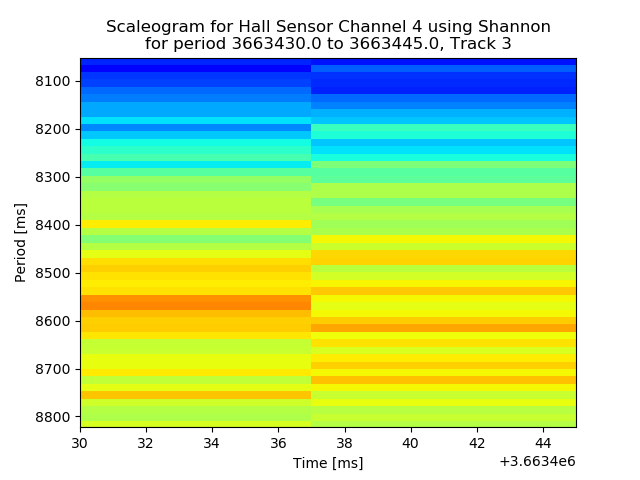 Scaleogram for Hall Sensor Channel 4 using Shannon
for period 3663430.0 to 3663445.0, Track 3
8100
8200
8300
8400
8500
8600
8700
8800
Period [ms]
30 32 34 36 38 40 42 44
Time [ms]
+3.6634e6